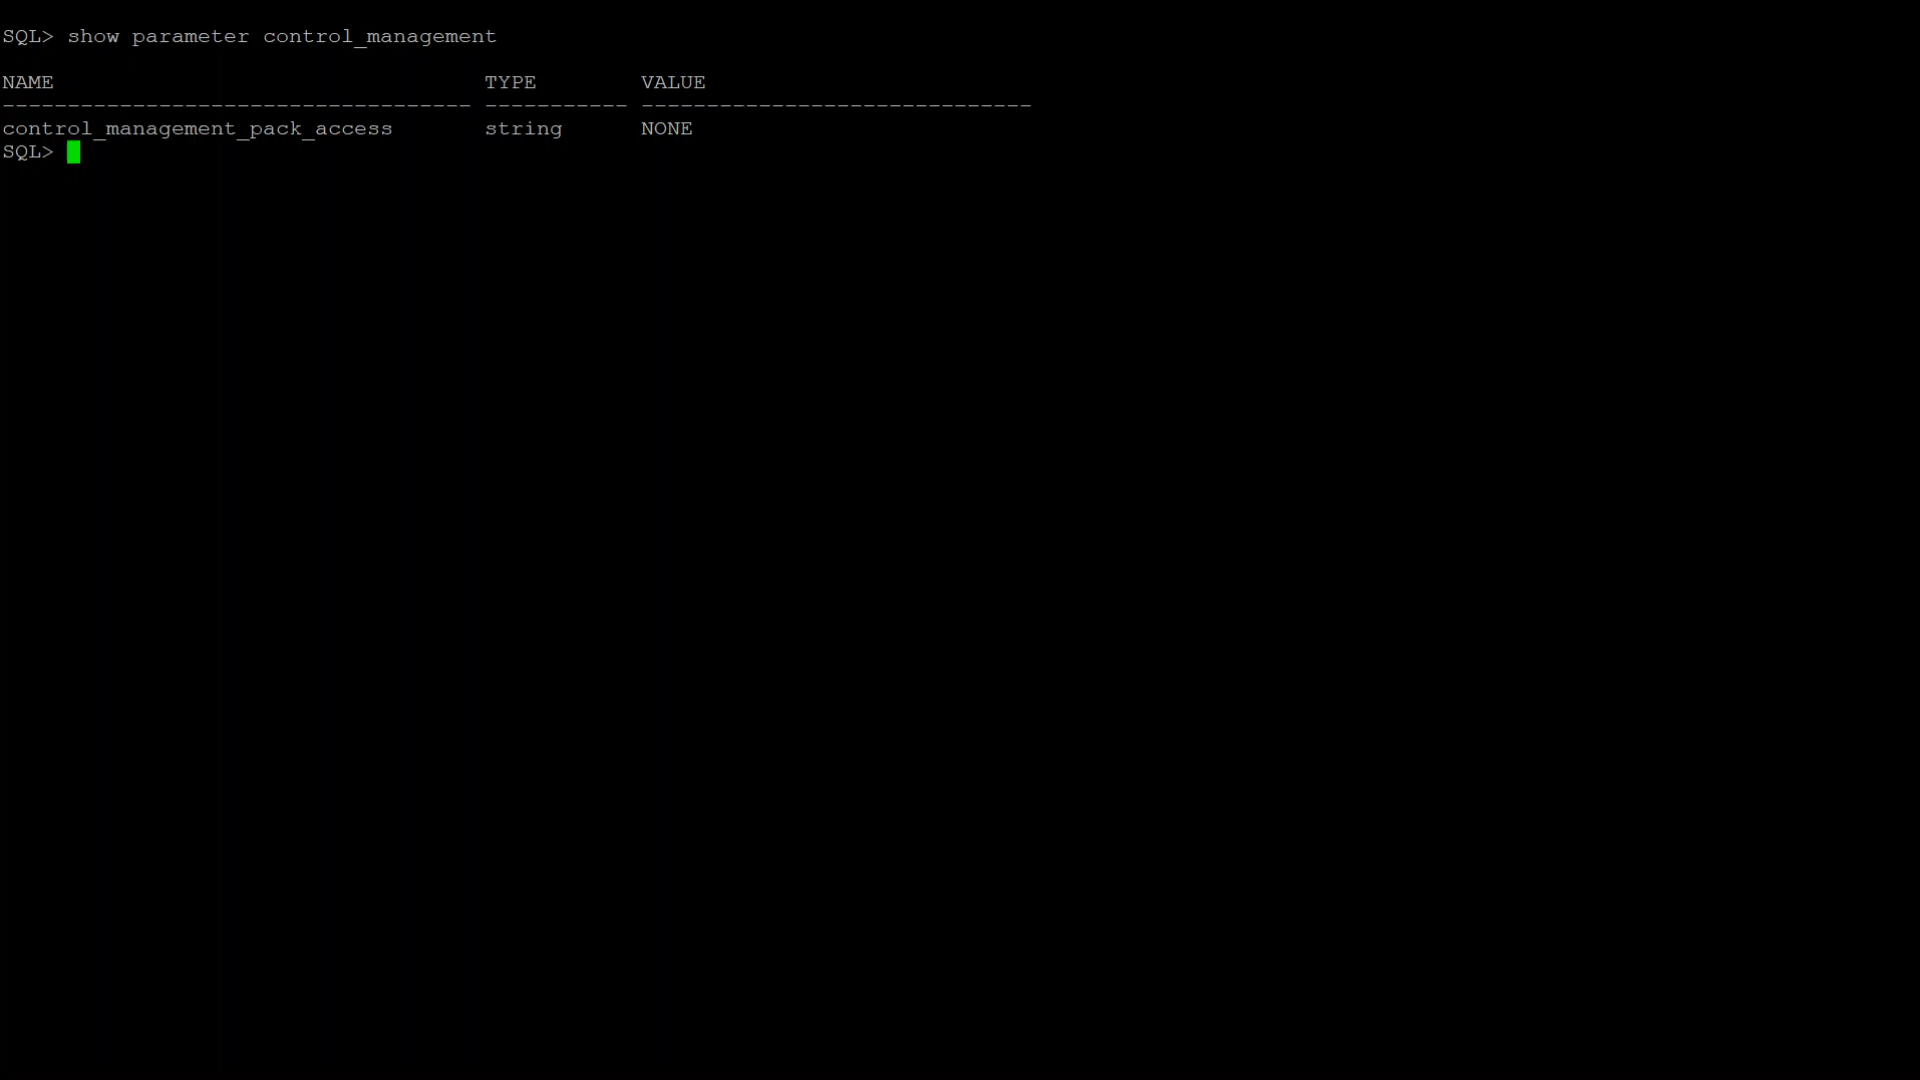 SQL> show parameter control_management
NAME                                 TYPE        VALUE
------------------------------------ ----------- ------------------------------
control_management_pack_access       string      NONE
SQL>